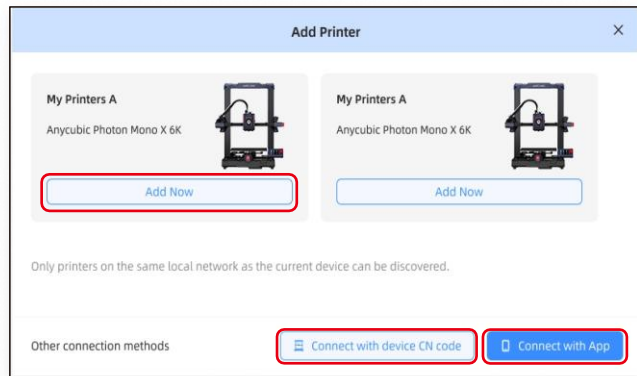 Add Printer
My Printers A
Anycubic Photon Mono X 6K
Add Now
My Printers A
Anycubic Photon Mono X 6K
Add Now
Only printers on the same local network as the current device can be discovered.
Other connection methods
Connect with device CN code
Connect with App